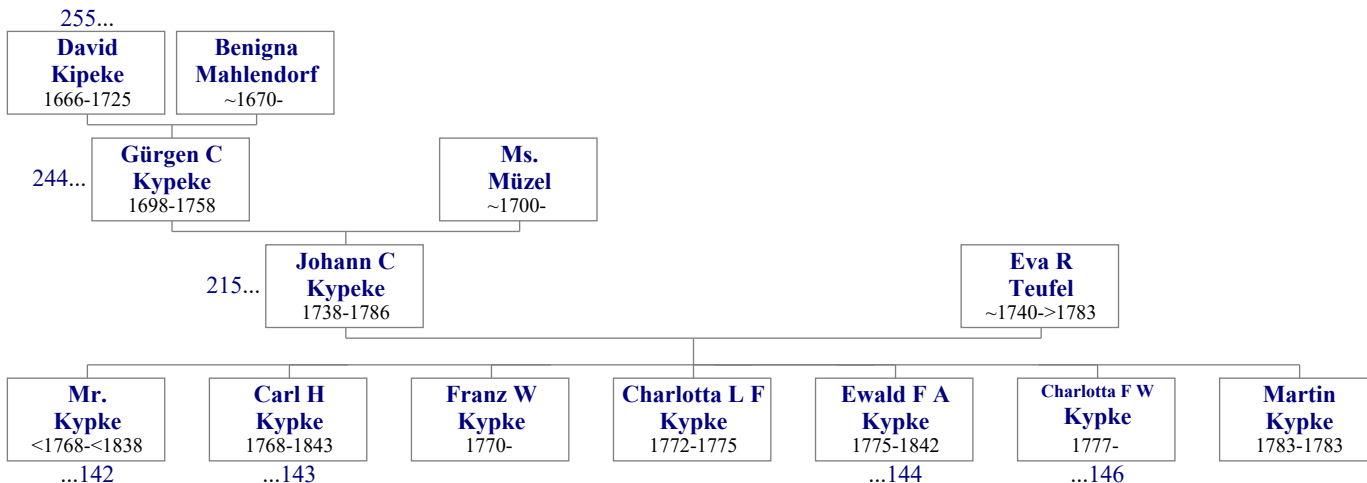 255...
David
Kipeke
1666-1725
Benigna
Mahlendorf
~1670-
244...
Gürgen C
Kypeke
1698-1758
Ms.
Müzel
~1700-
215...
Johann C
Kypeke
1738-1786
Eva R
Teufel
~1740->1783
Mr.
Kypke
<1768-<1838
...142
Carl H
Kypke
1768-1843
...143
Franz W
Kypke
1770-
Charlotta L F
Kypke
1772-1775
Ewald F A
Kypke
1775-1842
...144
Charlotta F W
Kypke
1777-
...146
Martin
Kypke
1783-1783